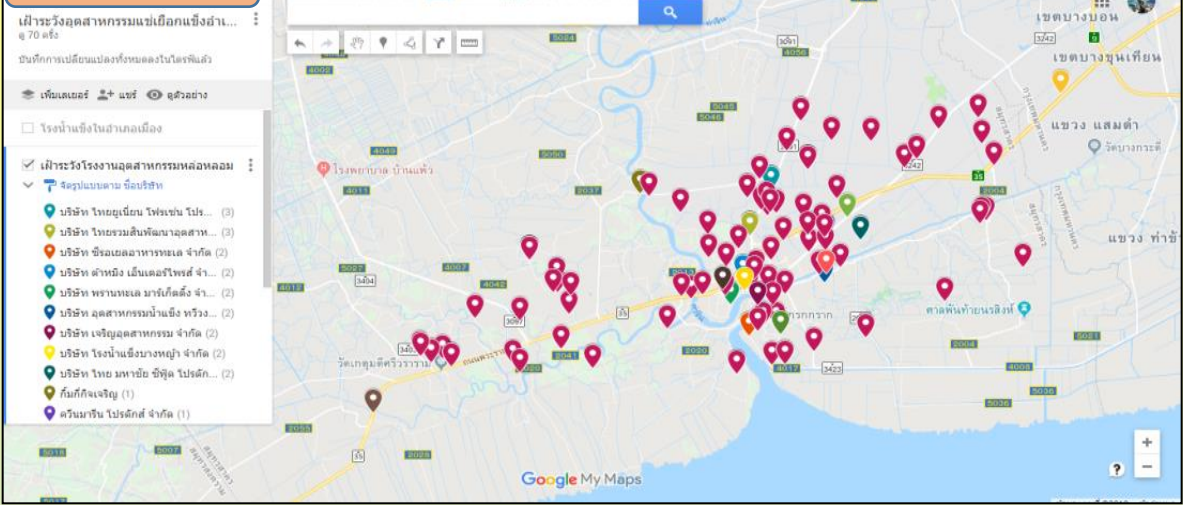 เฝ้าระวังอุตสาหกรรมแช่เยือกแข็งอำเ...
ดู 70 ครั้ง
บันทึกการเปลี่ยนแปลงทั้งหมดลงในไดรฟ์แล้ว
เพิ่มเลเยอร์ แชร์ ดูตัวอย่าง
โรงน้ำแข็งในอำเภอเมือง
เฝ้าระวังโรงงานอุตสาหกรรมหล่อหลอม
จัดรูปแบบตาม ชื่อบริษัท
บริษัท ไทยยูเนี่ยน โฟรเซ่น โปร... (3)
บริษัท ไทยรวมสินพัฒนาอุตสาห... (3)
บริษัท ซีรอแยลอาหารทะเล จำกัด (2)
บริษัท ต๋าหมิง เอ็นเตอร์ไพรส์ จำ... (2)
บริษัท พรานทะเล มาร์เก็ตติ้ง จำ... (2)
บริษัท อุตสาหกรรมน้ำแข็ง ทวีวง... (2)
บริษัท เจริญอุตสาหกรรม จำกัด (2)
บริษัท โรงน้ำแข็งบางหญ้า จำกัด (2)
บริษัท ไทย มหาชัย ซีฟู้ด โปรดัก... (2)
กิ้มกี่กิจเจริญ (1)
ควีนมารีน โปรดักส์ จำกัด (1)
เขตบางบอน
3242
9
เขตบางขุนเทียน
แขวง แสมดำ
วัดบางกระดี่
แขวง ท่าข้
โรงพยาบาล บ้านแพ้ว
ศาลพันท้ายนรสิงห์
วัดเกตุมดีศรีวราราม
ถนนพระรา
5024
3091
4056
4002
5045
5046
4049
5090
4011
2037
3242
35
2004
5027
3404
4007
4042
4012
3097
35
2041
2020
4017
3423
2004
5021
4008
5036
5036
2055
5018
5007
35
2028
Google My Maps